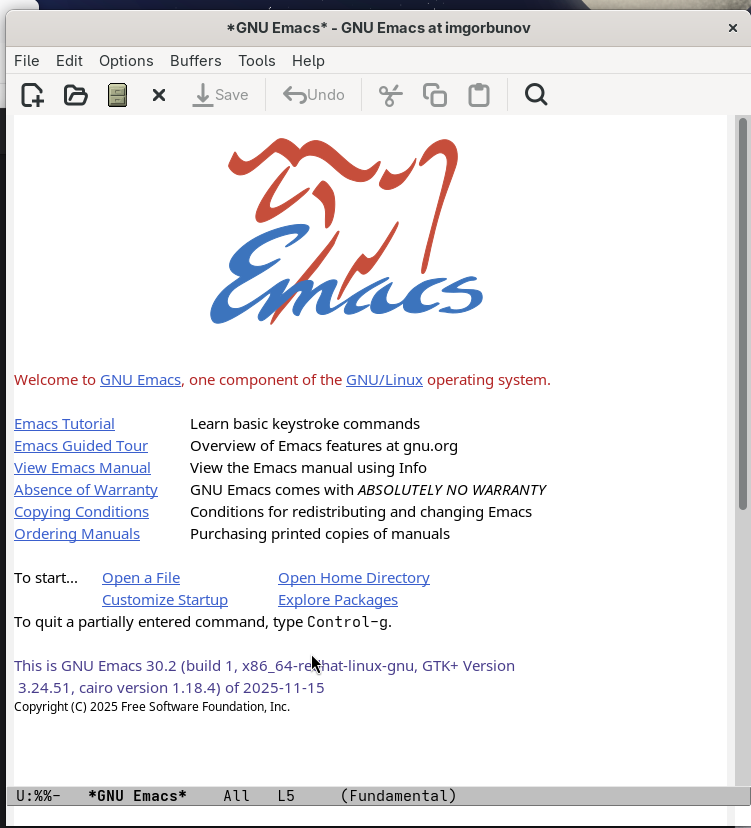 *GNU Emacs* - GNU Emacs at imgorbunov
File Edit Options Buffers Tools Help
Save Undo
Emacs
Welcome to GNU Emacs, one component of the GNU/Linux operating system.
Emacs Tutorial Learn basic keystroke commands
Emacs Guided Tour Overview of Emacs features at gnu.org
View Emacs Manual View the Emacs manual using Info
Absence of Warranty GNU Emacs comes with ABSOLUTELY NO WARRANTY
Copying Conditions Conditions for redistributing and changing Emacs
Ordering Manuals Purchasing printed copies of manuals
To start... Open a File Open Home Directory
Customize Startup Explore Packages
To quit a partially entered command, type Control-g.
This is GNU Emacs 30.2 (build 1, x86_64-redhat-linux-gnu, GTK+ Version
3.24.51, cairo version 1.18.4) of 2025-11-15
Copyright (C) 2025 Free Software Foundation, Inc.
U:%%- *GNU Emacs* All L5 (Fundamental)